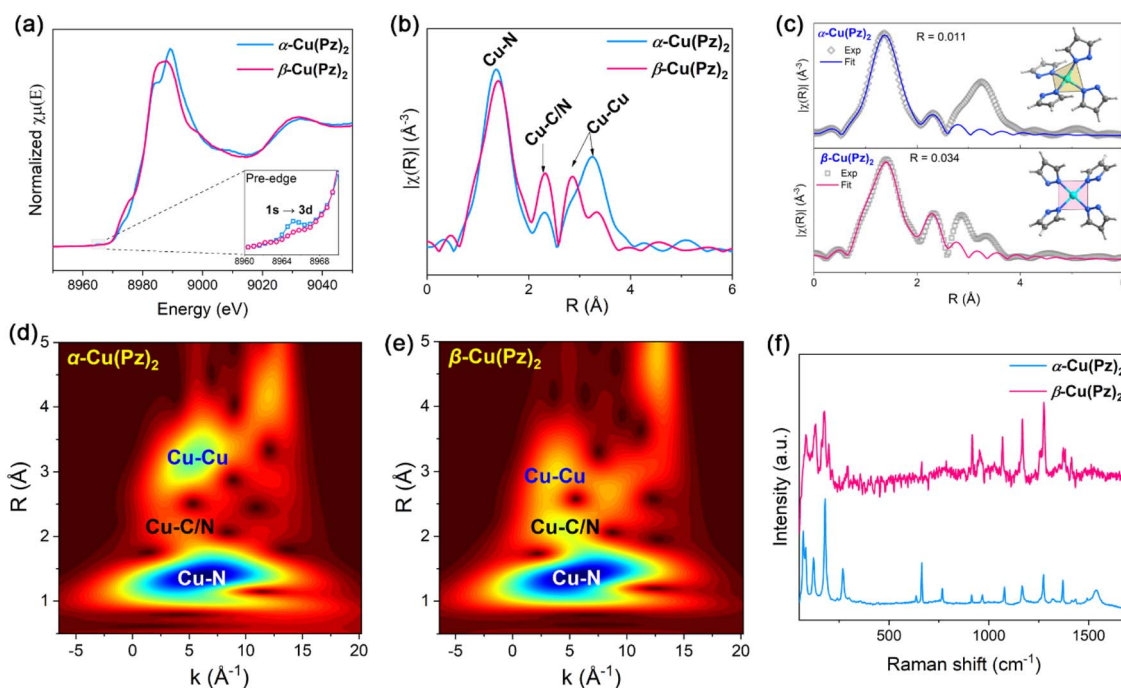 (a)
α-Cu(Pz)2
β-Cu(Pz)2
Normalized χμ(E)
Pre-edge
1s → 3d
8960 8964 8968
8960 8980 9000 9020 9040
Energy (eV)
(b)
Cu-N
α-Cu(Pz)2
β-Cu(Pz)2
Cu-C/N
Cu-Cu
|χ(R)| (Å-3)
0 2 4 6
R (Å)
(c)
α-Cu(Pz)2
R = 0.011
Exp
Fit
|χ(R)| (Å-3)
β-Cu(Pz)2
R = 0.034
Exp
Fit
|χ(R)| (Å-3)
0 2 4 6
R (Å)
(d)
α-Cu(Pz)2
Cu-Cu
Cu-C/N
Cu-N
R (Å)
5
4
3
2
1
-5 0 5 10 15 20
k (Å-1)
(e)
β-Cu(Pz)2
Cu-Cu
Cu-C/N
Cu-N
R (Å)
5
4
3
2
1
-5 0 5 10 15 20
k (Å-1)
(f)
α-Cu(Pz)2
β-Cu(Pz)2
Intensity (a.u.)
500 1000 1500
Raman shift (cm-1)